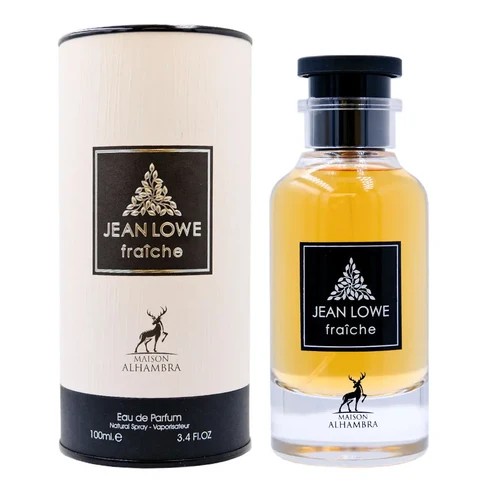 JEAN LOWE
fraîche
MAISON
ALHAMBRA
Eau de Parfum
Natural Spray - Vaporisateur
100ml.e 3.4 Fl.OZ
JEAN LOWE
fraîche
MAISON
ALHAMBRA